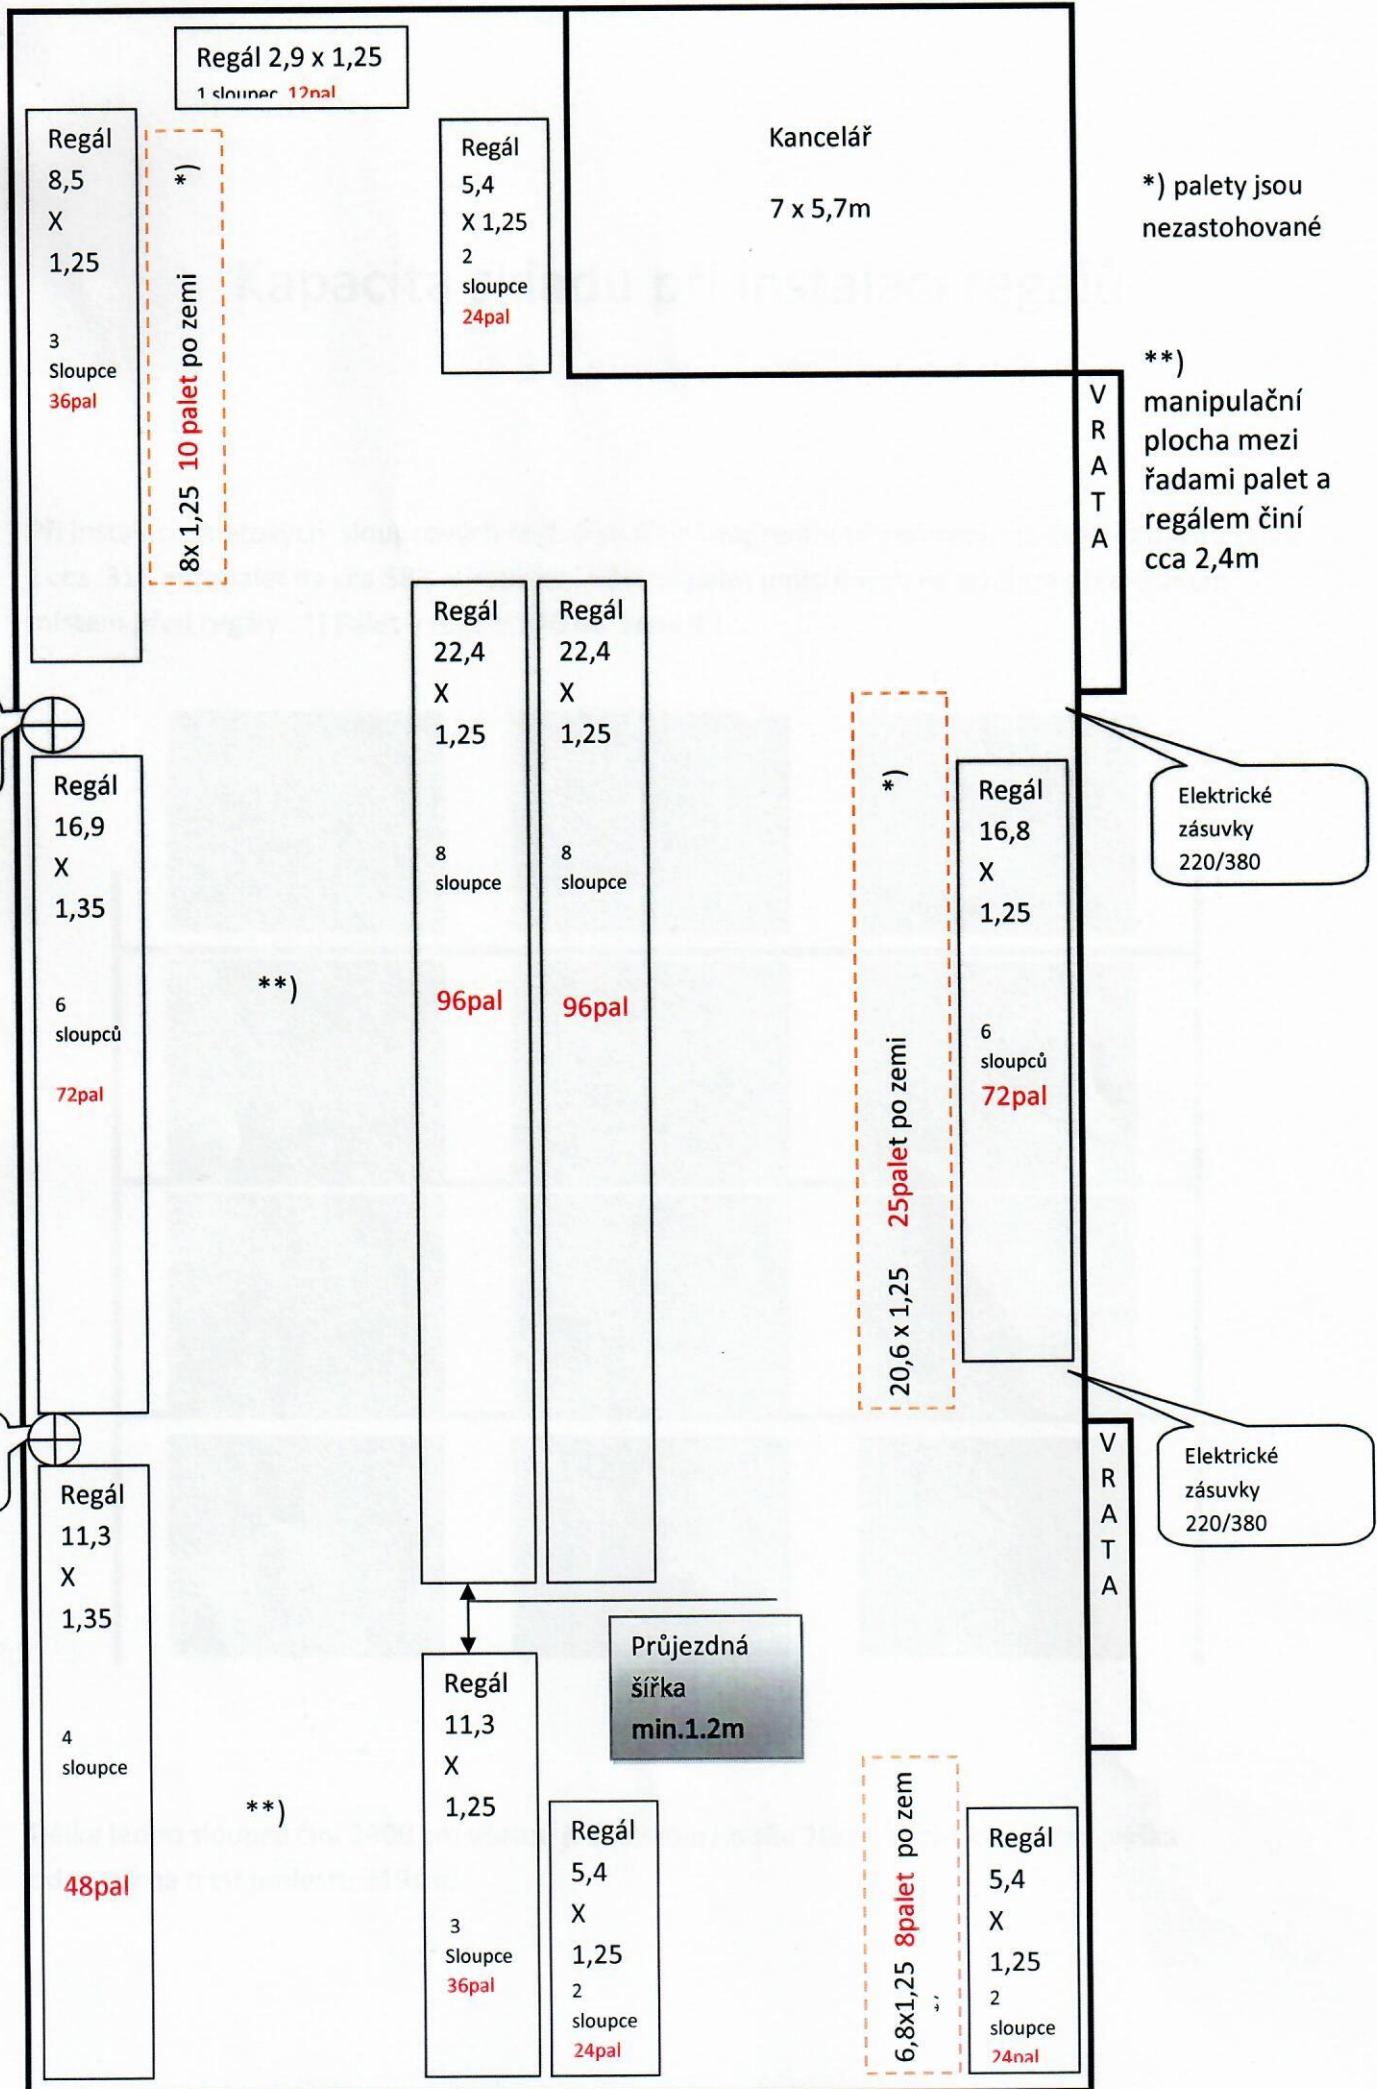 Regál 2,9 x 1,25
1 sloupec 12pal
Regál
8,5
X
1,25
3
Sloupce
36pal
*)
8x 1,25 10 palet po zemi
Regál
5,4
X 1,25
2
sloupce
24pal
Kancelář
7 x 5,7m
*) palety jsou
nezastohované
**)
manipulační
plocha mezi
řadami palet a
regálem činí
cca 2,4m
V
R
A
T
A
Regál
22,4
X
1,25
8
sloupce
96pal
Regál
22,4
X
1,25
8
sloupce
96pal
Regál
16,9
X
1,35
6
sloupců
72pal
**)
*)
20,6 x 1,25 25palet po zemi
Regál
16,8
X
1,25
6
sloupců
72pal
Elektrické
zásuvky
220/380
Elektrické
zásuvky
220/380
V
R
A
T
A
Regál
11,3
X
1,35
4
sloupce
48pal
**)
Průjezdná
šířka
min.1.2m
Regál
11,3
X
1,25
3
Sloupce
36pal
Regál
5,4
X
1,25
2
sloupce
24pal
6,8x1,25 8palet po zem
Regál
5,4
X
1,25
2
sloupce
24pal